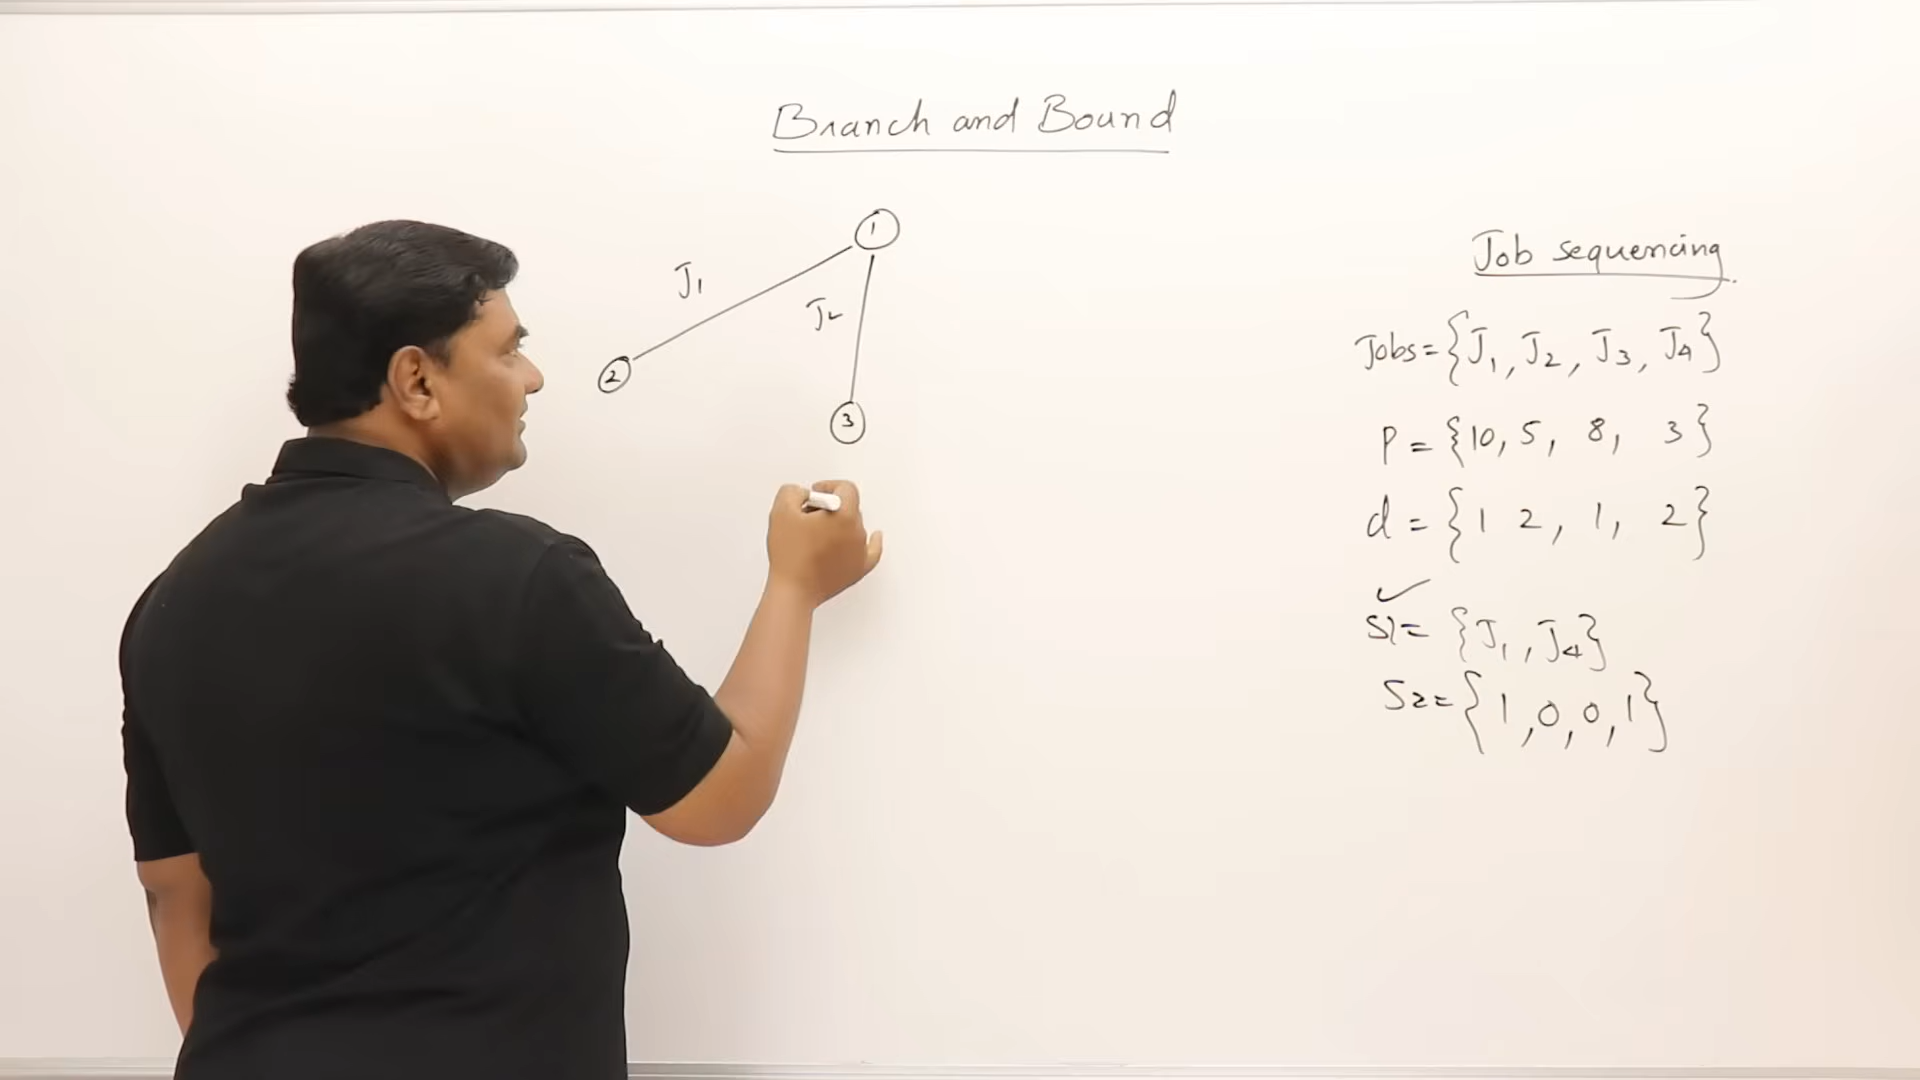 Branch and Bound
1
J1
J2
2
3
Job sequencing
Jobs = {J1, J2, J3, J4}
P = {10, 5, 8, 3}
d = {1 2, 1, 2}
✓
S1 = {J1, J4}
S2 = {1, 0, 0, 1}